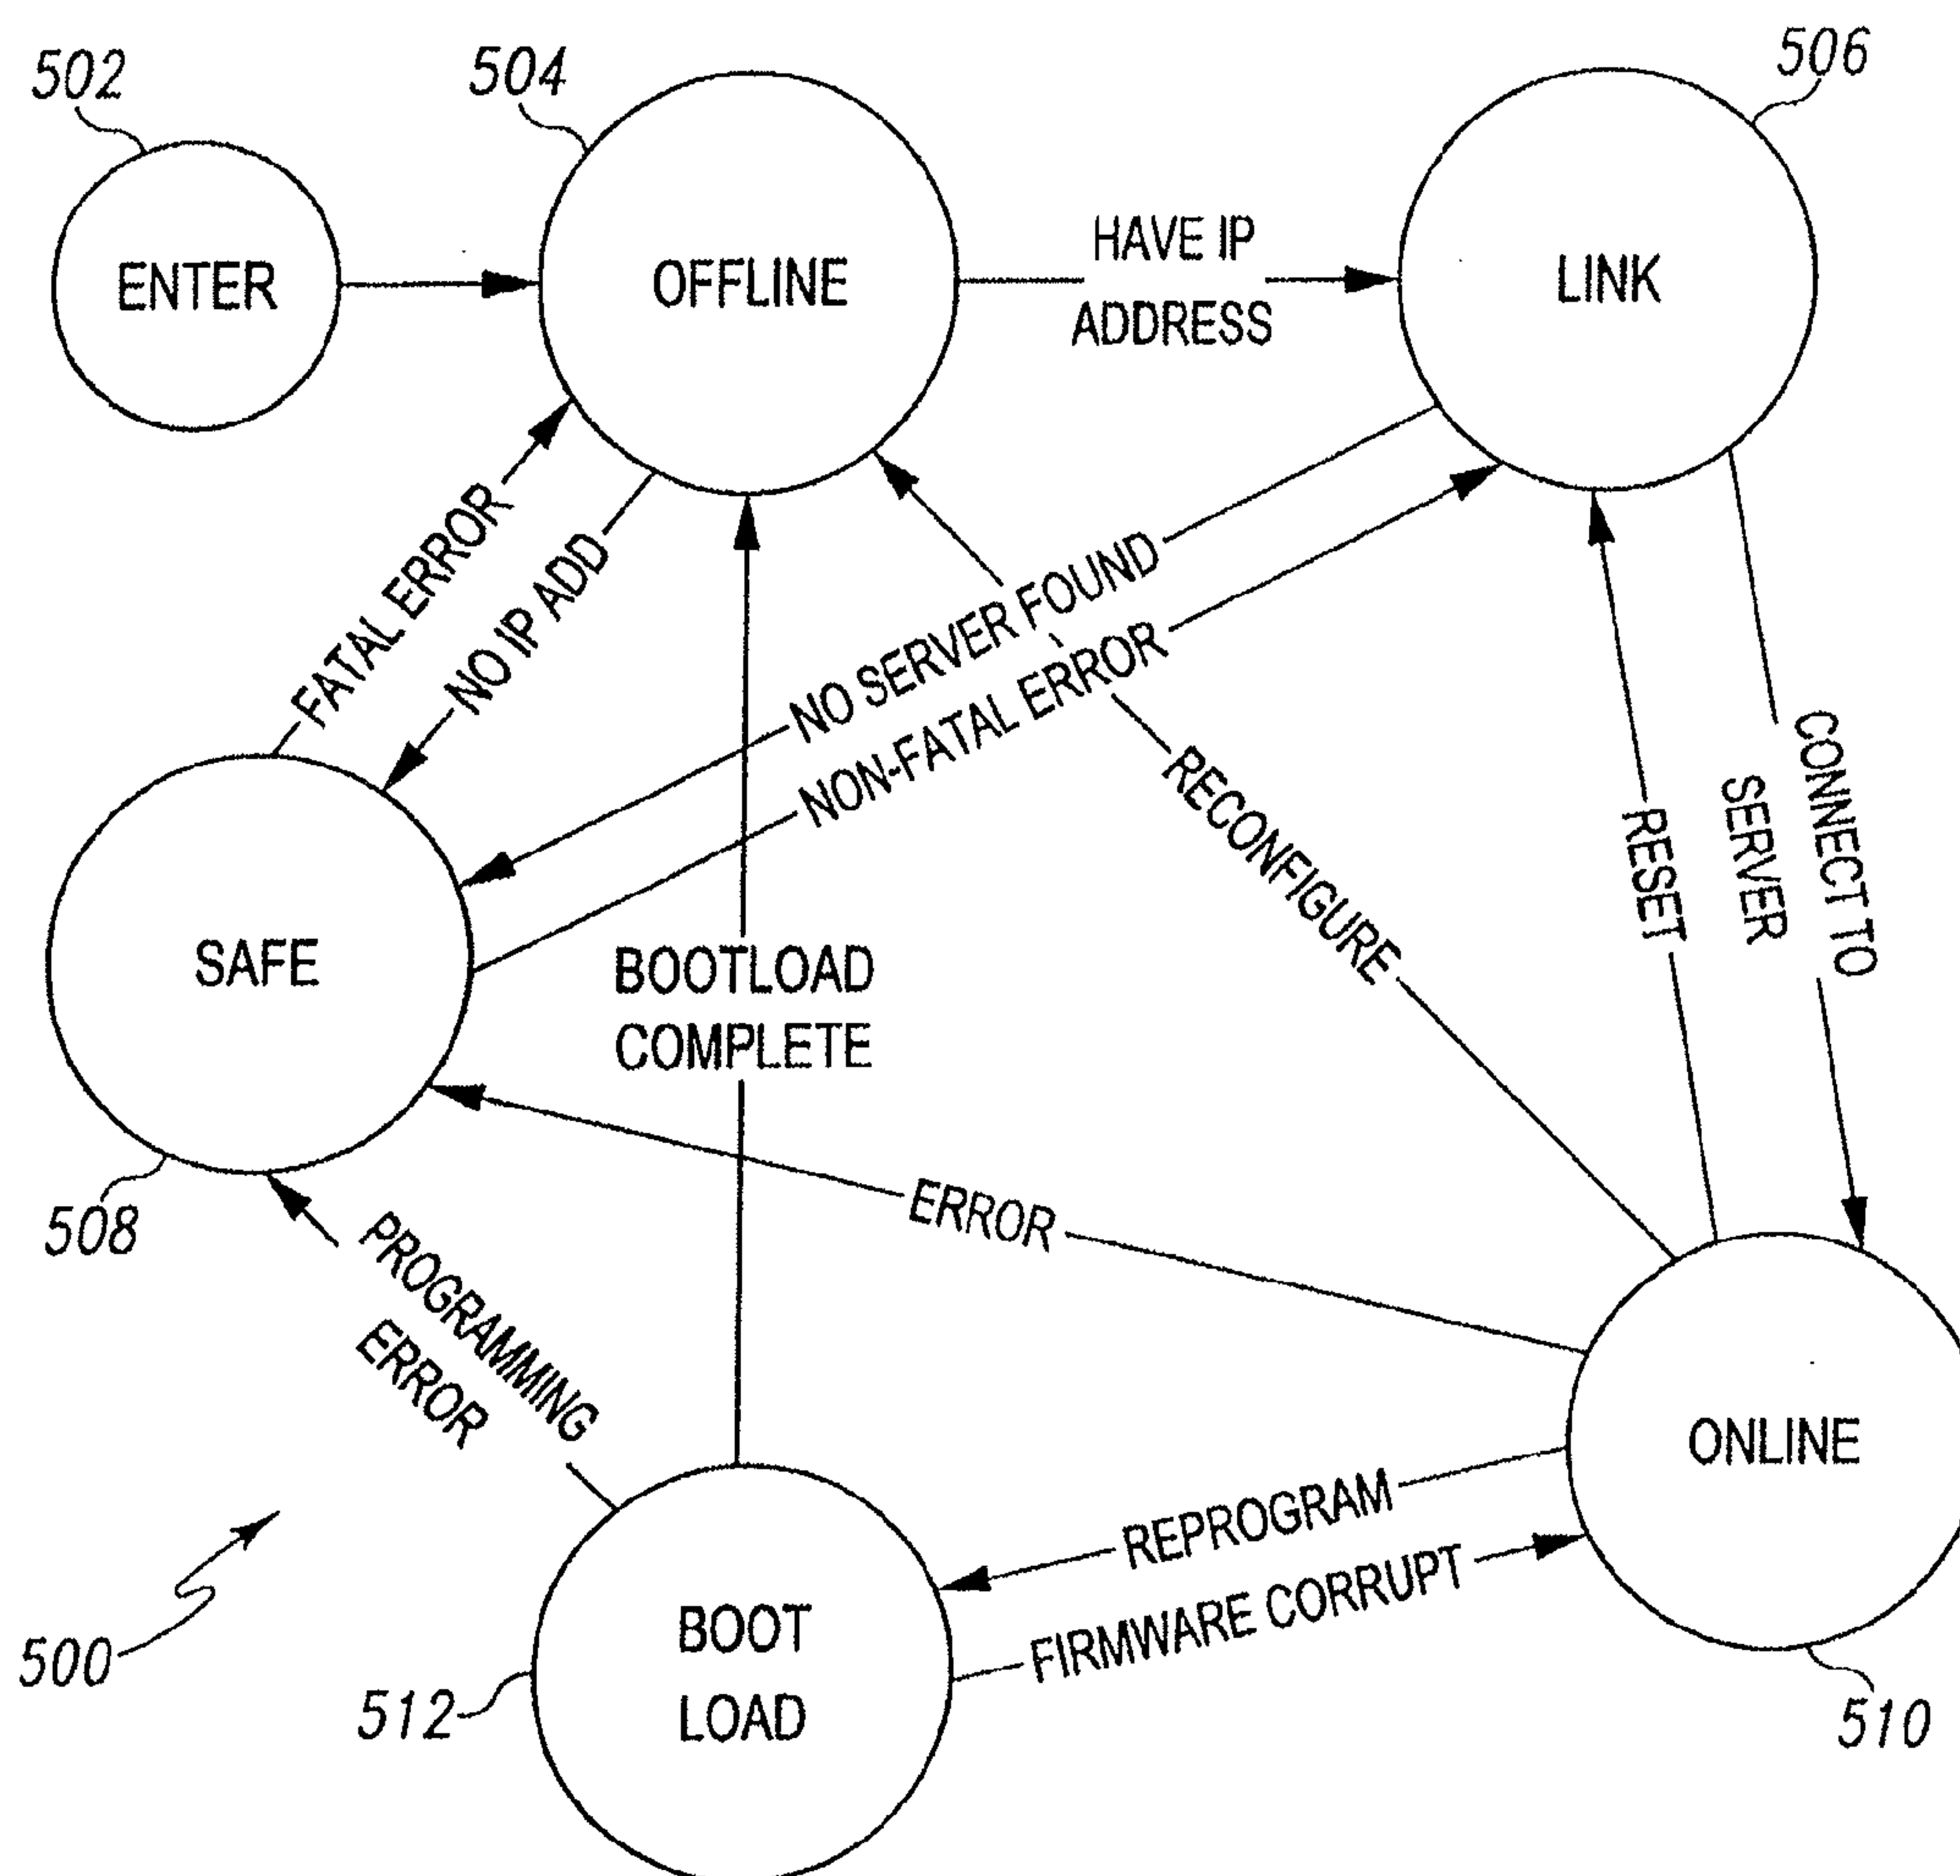 502
504
506
ENTER
OFFLINE
HAVE IP
ADDRESS
LINK
FATAL ERROR
NO IP ADD
NO SERVER FOUND
NON-FATAL ERROR
RECONFIGURE
RESET
CONNECT TO
SERVER
SAFE
BOOTLOAD
COMPLETE
508
ERROR
PROGRAMMING
ERROR
ONLINE
REPROGRAM
FIRMWARE CORRUPT
BOOT
LOAD
500
512
510